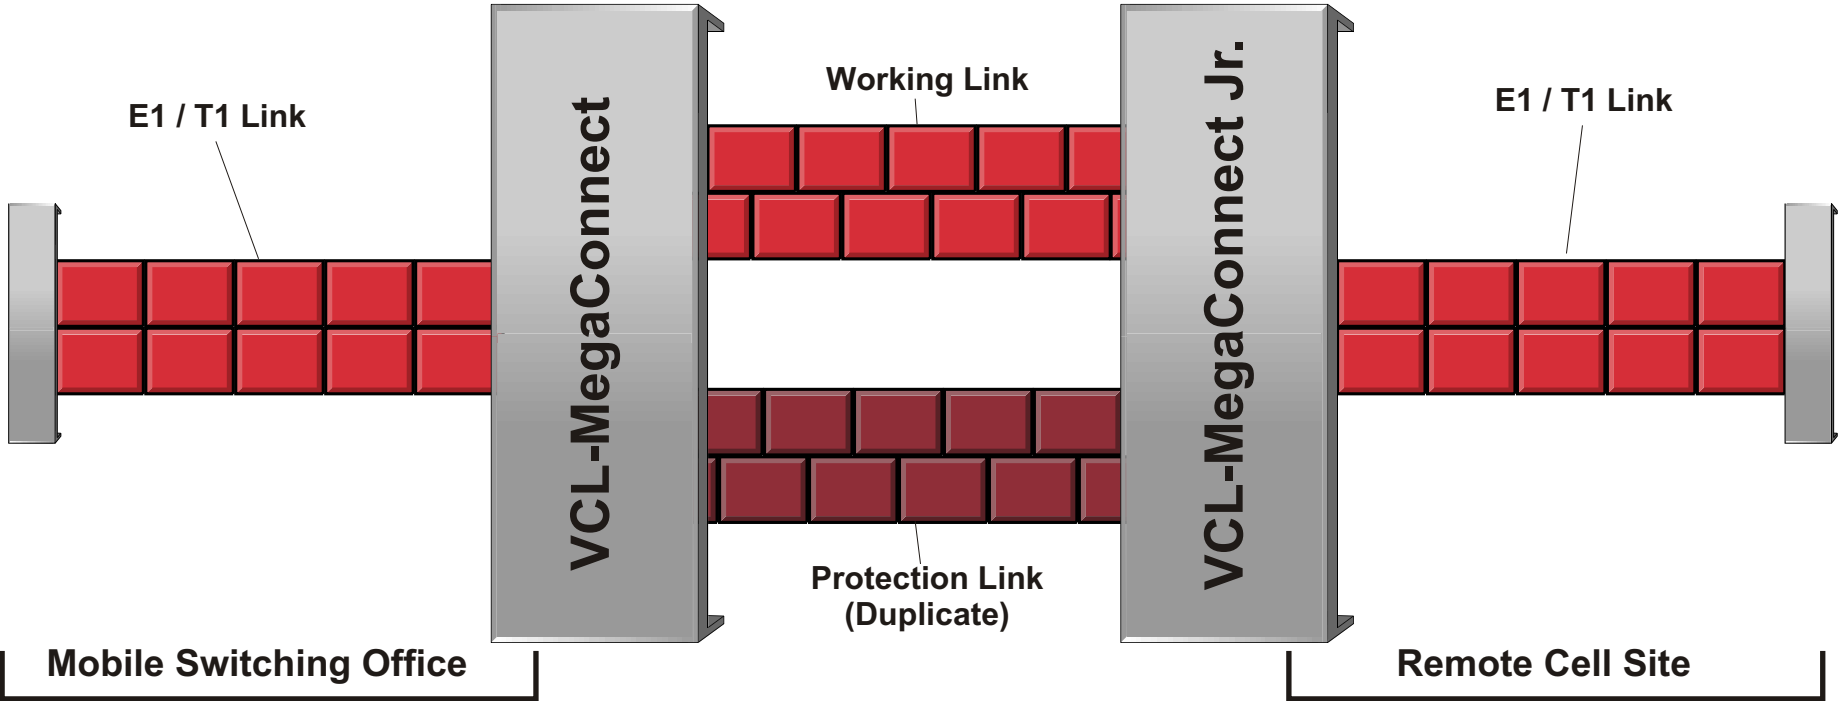 E1 / T1 Link
VCL-MegaConnect
Working Link
Protection Link
(Duplicate)
VCL-MegaConnect Jr.
E1 / T1 Link
Mobile Switching Office
Remote Cell Site